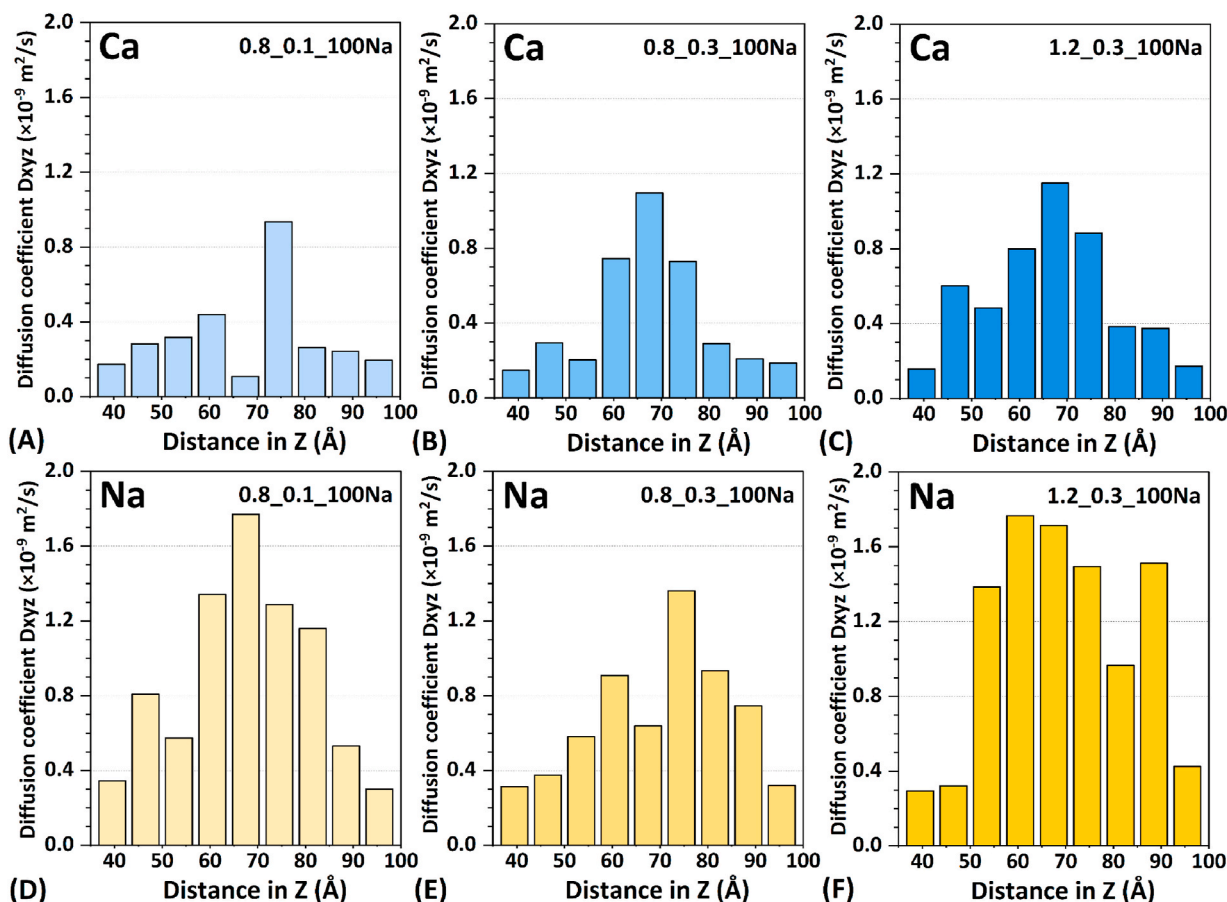 Ca
0.8_0.1_100Na
Diffusion coefficient Dxyz (×10⁻⁹ m²/s)
2.0
1.6
1.2
0.8
0.4
0.0
40 50 60 70 80 90 100
Distance in Z (Å)
(A)
Ca
0.8_0.3_100Na
Diffusion coefficient Dxyz (×10⁻⁹ m²/s)
2.0
1.6
1.2
0.8
0.4
0.0
40 50 60 70 80 90 100
Distance in Z (Å)
(B)
Ca
1.2_0.3_100Na
Diffusion coefficient Dxyz (×10⁻⁹ m²/s)
2.0
1.6
1.2
0.8
0.4
0.0
40 50 60 70 80 90 100
Distance in Z (Å)
(C)
Na
0.8_0.1_100Na
Diffusion coefficient Dxyz (×10⁻⁹ m²/s)
2.0
1.6
1.2
0.8
0.4
0.0
40 50 60 70 80 90 100
Distance in Z (Å)
(D)
Na
0.8_0.3_100Na
Diffusion coefficient Dxyz (×10⁻⁹ m²/s)
2.0
1.6
1.2
0.8
0.4
0.0
40 50 60 70 80 90 100
Distance in Z (Å)
(E)
Na
1.2_0.3_100Na
Diffusion coefficient Dxyz (×10⁻⁹ m²/s)
2.0
1.6
1.2
0.8
0.4
0.0
40 50 60 70 80 90 100
Distance in Z (Å)
(F)